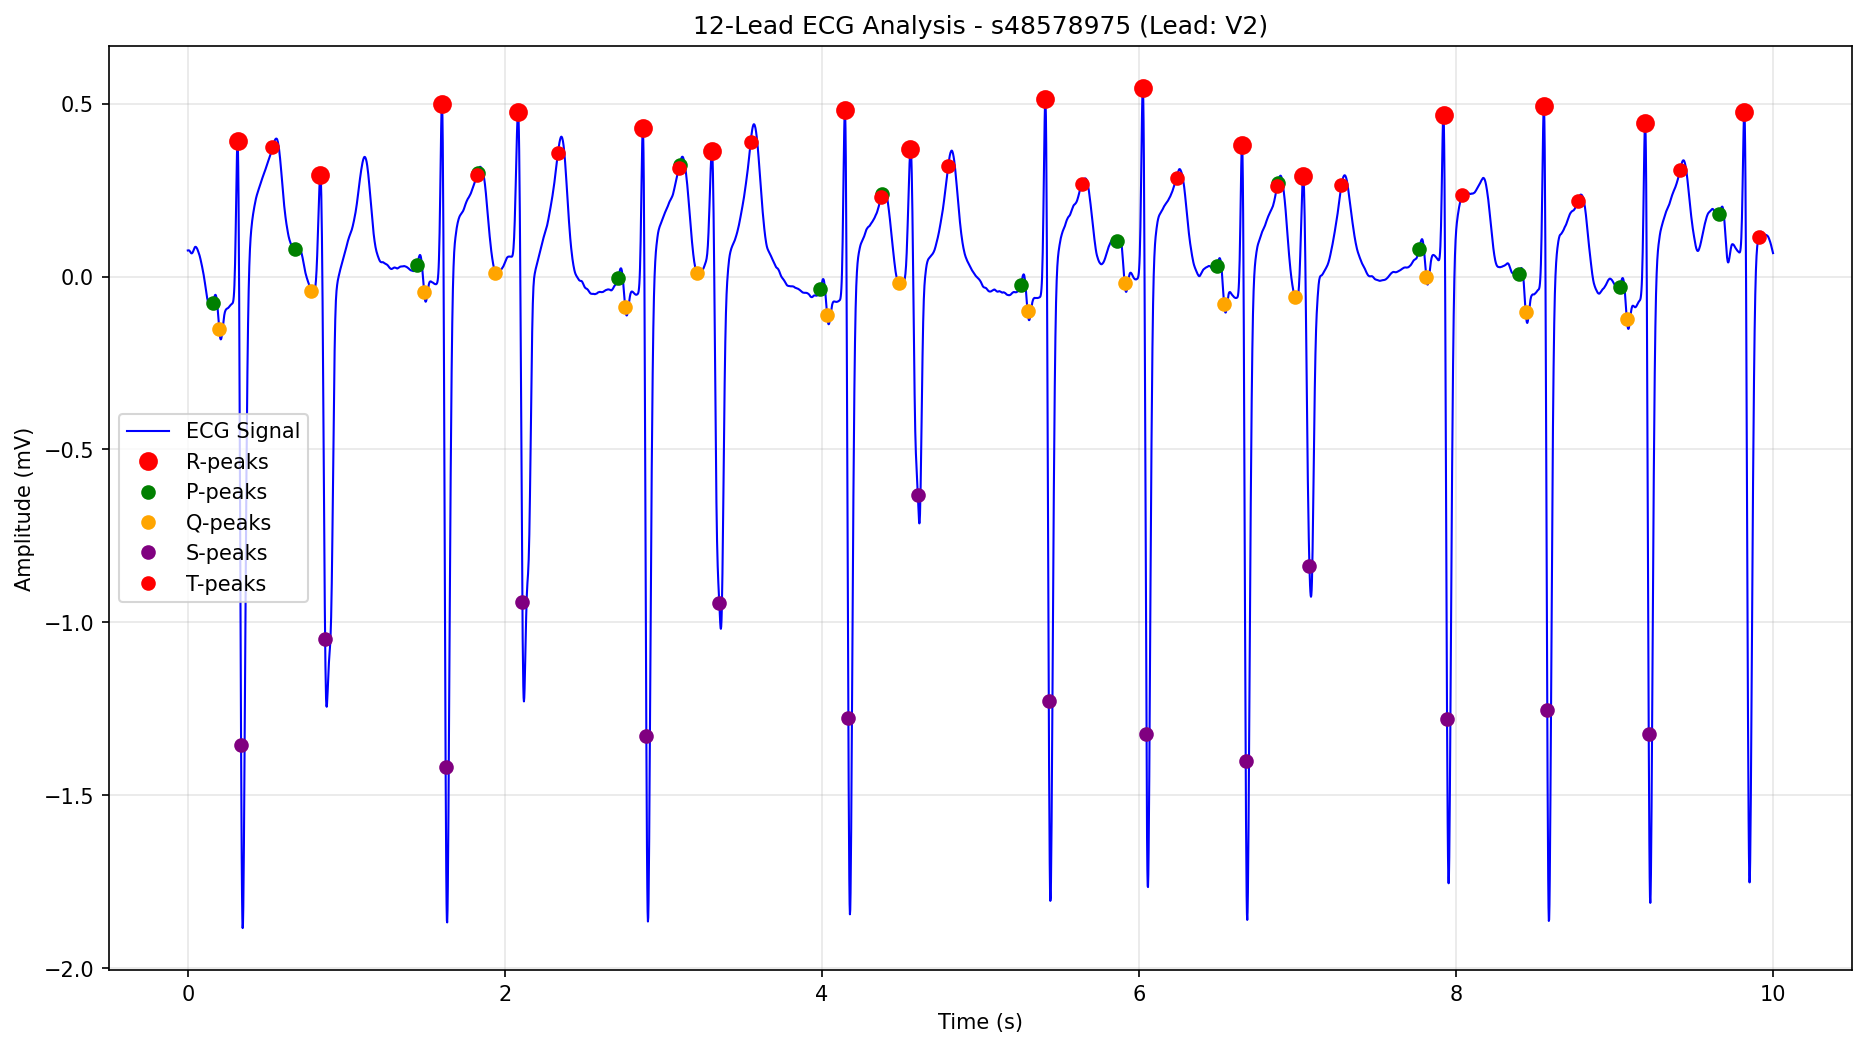 12-Lead ECG Analysis - s48578975 (Lead: V2)
Amplitude (mV)
0.5
0.0
−0.5
−1.0
−1.5
−2.0
ECG Signal
R-peaks
P-peaks
Q-peaks
S-peaks
T-peaks
0 2 4 6 8 10
Time (s)